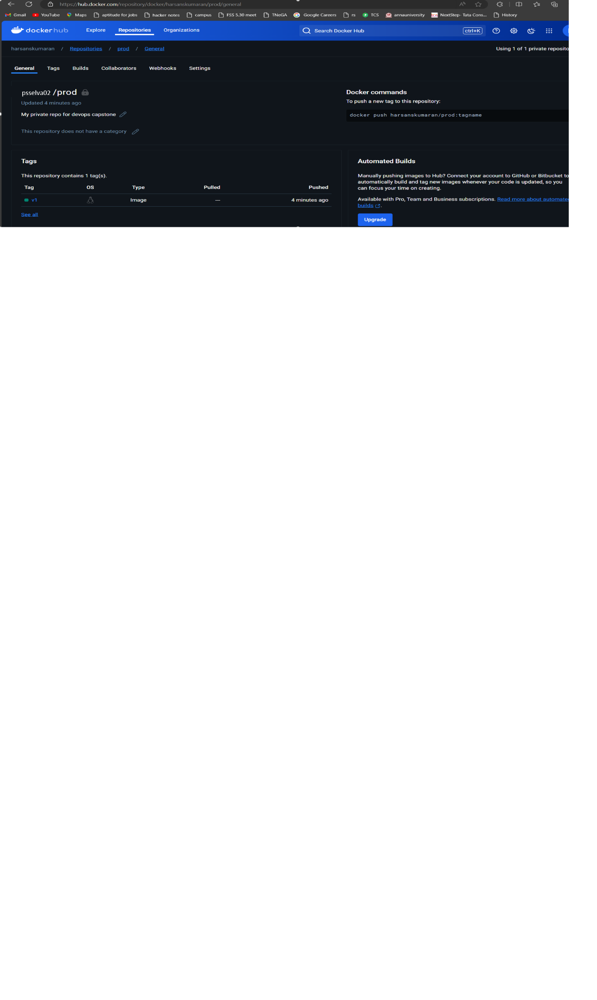 https://hub.docker.com/repository/docker/harsanskumaran/prod/general
Gmail YouTube Maps aptitude for jobs hacker notes campus FSS 5.30 meet TNeGA Google Careers rs TCS annauniversity NextStep- Tata Cons... History
dockerhub Explore Repositories Organizations Search Docker Hub ctrl+K
harsanskumaran / Repositories / prod / General Using 1 of 1 private reposito
General Tags Builds Collaborators Webhooks Settings
psselva02 /prod
Updated 4 minutes ago
My private repo for devops capstone
This repository does not have a category
Docker commands
To push a new tag to this repository:
docker push harsanskumaran/prod:tagname
Tags
This repository contains 1 tag(s).
Tag OS Type Pulled Pushed
v1 Image --- 4 minutes ago
See all
Automated Builds
Manually pushing images to Hub? Connect your account to GitHub or Bitbucket to
automatically build and tag new images whenever your code is updated, so you
can focus your time on creating.
Available with Pro, Team and Business subscriptions. Read more about automate
builds .
Upgrade